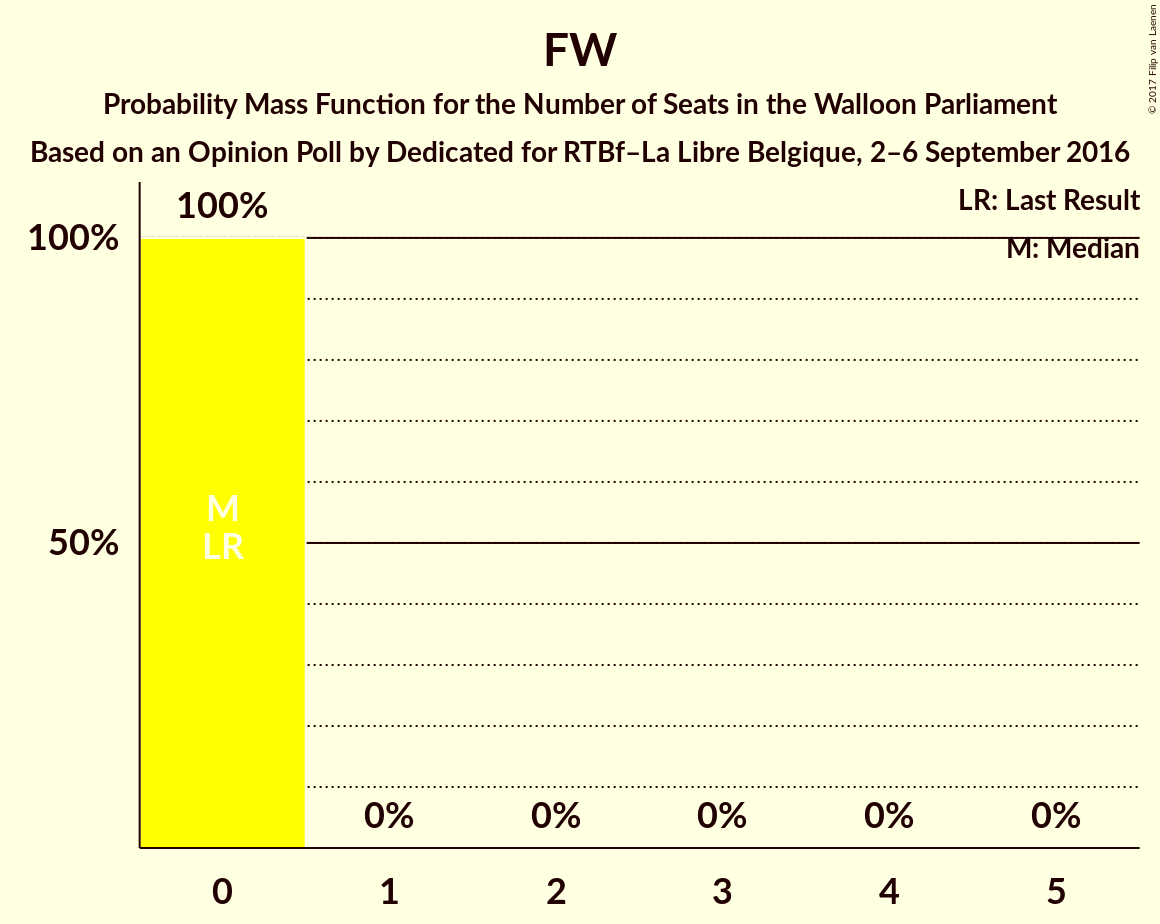 FW
Probability Mass Function for the Number of Seats in the Walloon Parliament
Based on an Opinion Poll by Dedicated for RTBf–La Libre Belgique, 2–6 September 2016
© 2017 Filip van Laenen
LR: Last Result
M: Median
100%
100%
50%
M
LR
0% 0% 0% 0% 0%
0 1 2 3 4 5